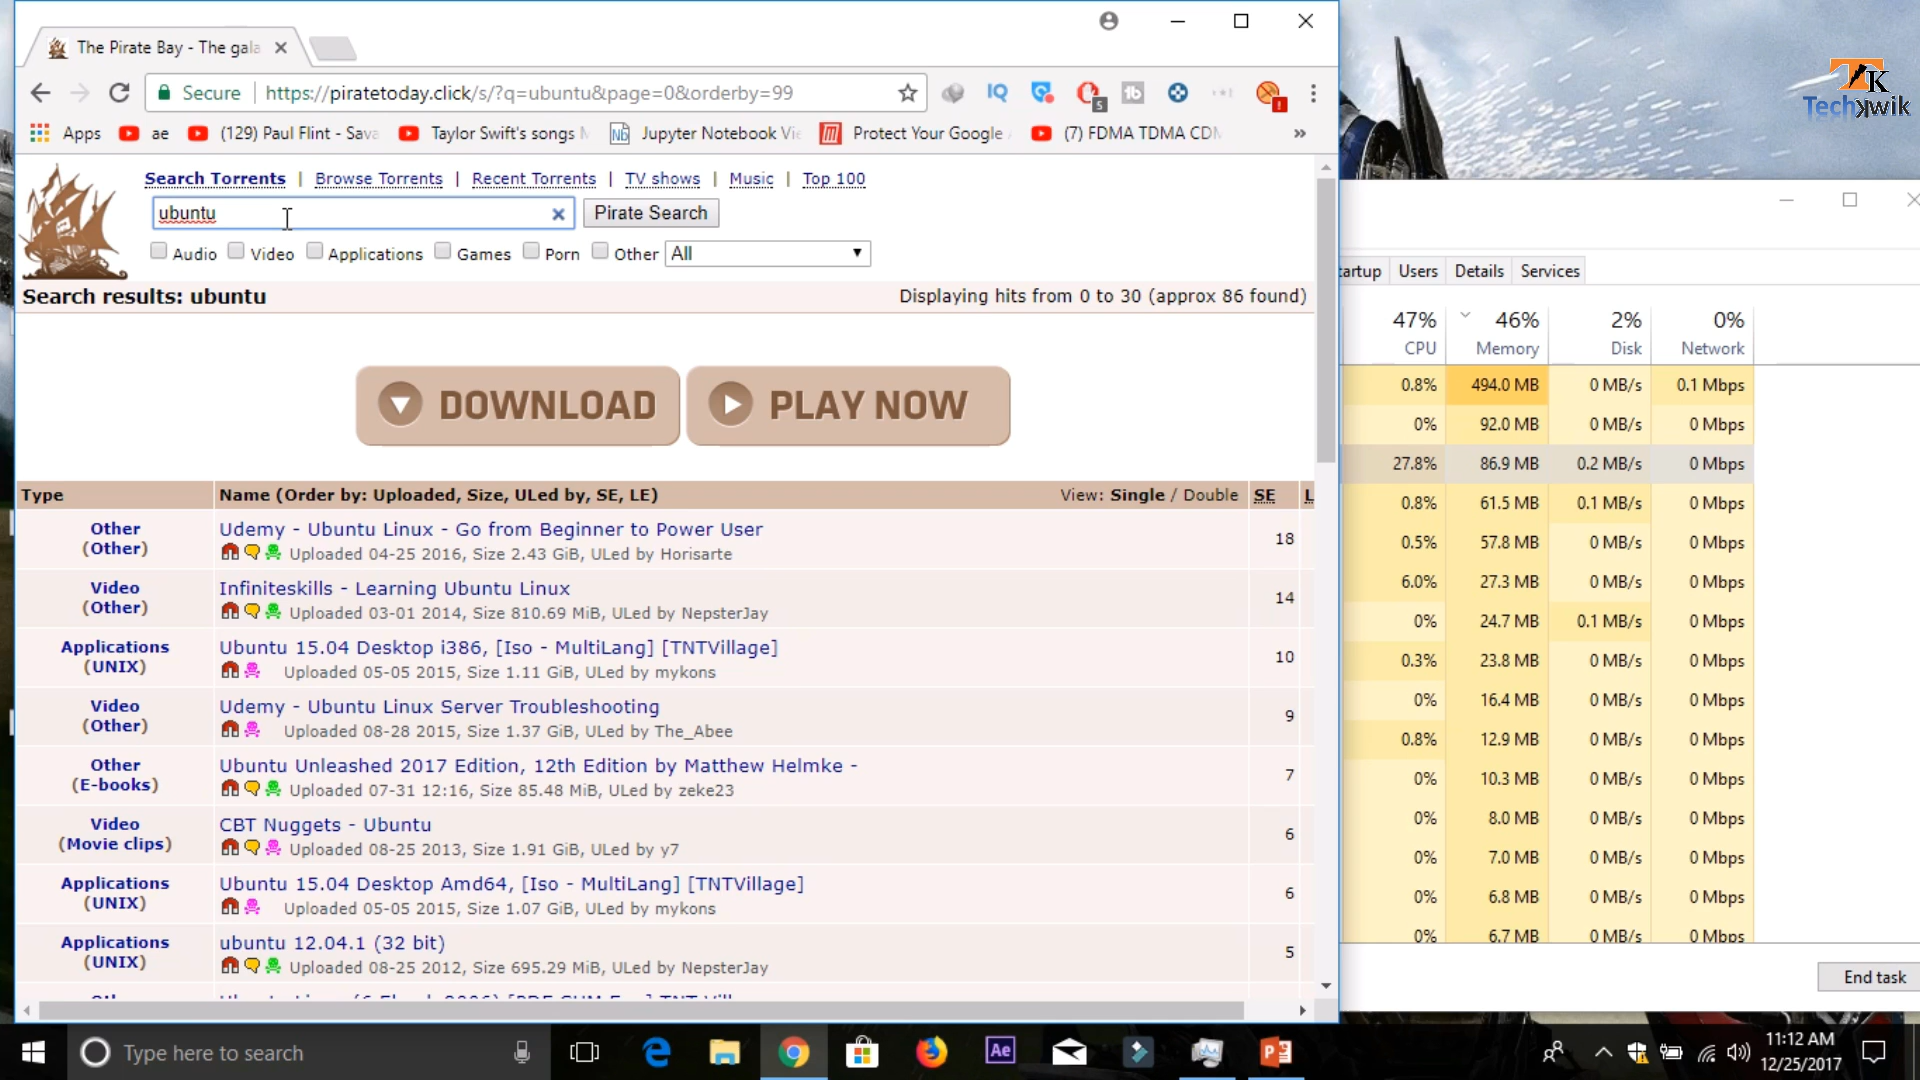 The Pirate Bay - The gala
Secure
https://piratetoday.click/s/?q=ubuntu&page=0&orderby=99
IQ
5
Apps
ae
(129) Paul Flint - Sava
Taylor Swift's songs
Jupyter Notebook Vi
Protect Your Google
(7) FDMA TDMA CD
»
Search Torrents | Browse Torrents | Recent Torrents | TV shows | Music | Top 100
ubuntu
Pirate Search
Audio Video Applications Games Porn Other All
Search results: ubuntu
Displaying hits from 0 to 30 (approx 86 found)
DOWNLOAD
PLAY NOW
Type
Name (Order by: Uploaded, Size, ULed by, SE, LE)
View: Single / Double
SE
Other
(Other)
Udemy - Ubuntu Linux - Go from Beginner to Power User
Uploaded 04-25 2016, Size 2.43 GiB, ULed by Horisarte
18
Video
(Other)
Infiniteskills - Learning Ubuntu Linux
Uploaded 03-01 2014, Size 810.69 MiB, ULed by NepsterJay
14
Applications
(UNIX)
Ubuntu 15.04 Desktop i386, [Iso - MultiLang] [TNTVillage]
Uploaded 05-05 2015, Size 1.11 GiB, ULed by mykons
10
Video
(Other)
Udemy - Ubuntu Linux Server Troubleshooting
Uploaded 08-28 2015, Size 1.37 GiB, ULed by The_Abee
9
Other
(E-books)
Ubuntu Unleashed 2017 Edition, 12th Edition by Matthew Helmke -
Uploaded 07-31 12:16, Size 85.48 MiB, ULed by zeke23
7
Video
(Movie clips)
CBT Nuggets - Ubuntu
Uploaded 08-25 2013, Size 1.91 GiB, ULed by y7
6
Applications
(UNIX)
Ubuntu 15.04 Desktop Amd64, [Iso - MultiLang] [TNTVillage]
Uploaded 05-05 2015, Size 1.07 GiB, ULed by mykons
6
Applications
(UNIX)
ubuntu 12.04.1 (32 bit)
Uploaded 08-25 2012, Size 695.29 MiB, ULed by NepsterJay
5
TK
TechKwik
artup Users Details Services
47% 46% 2% 0%
CPU Memory Disk Network
0.8% 494.0 MB 0 MB/s 0.1 Mbps
0% 92.0 MB 0 MB/s 0 Mbps
27.8% 86.9 MB 0.2 MB/s 0 Mbps
0.8% 61.5 MB 0.1 MB/s 0 Mbps
0.5% 57.8 MB 0 MB/s 0 Mbps
6.0% 27.3 MB 0 MB/s 0 Mbps
0% 24.7 MB 0.1 MB/s 0 Mbps
0.3% 23.8 MB 0 MB/s 0 Mbps
0% 16.4 MB 0 MB/s 0 Mbps
0.8% 12.9 MB 0 MB/s 0 Mbps
0% 10.3 MB 0 MB/s 0 Mbps
0% 8.0 MB 0 MB/s 0 Mbps
0% 7.0 MB 0 MB/s 0 Mbps
0% 6.8 MB 0 MB/s 0 Mbps
0% 6.7 MB 0 MB/s 0 Mbps
End task
Type here to search
Ae
11:12 AM
12/25/2017